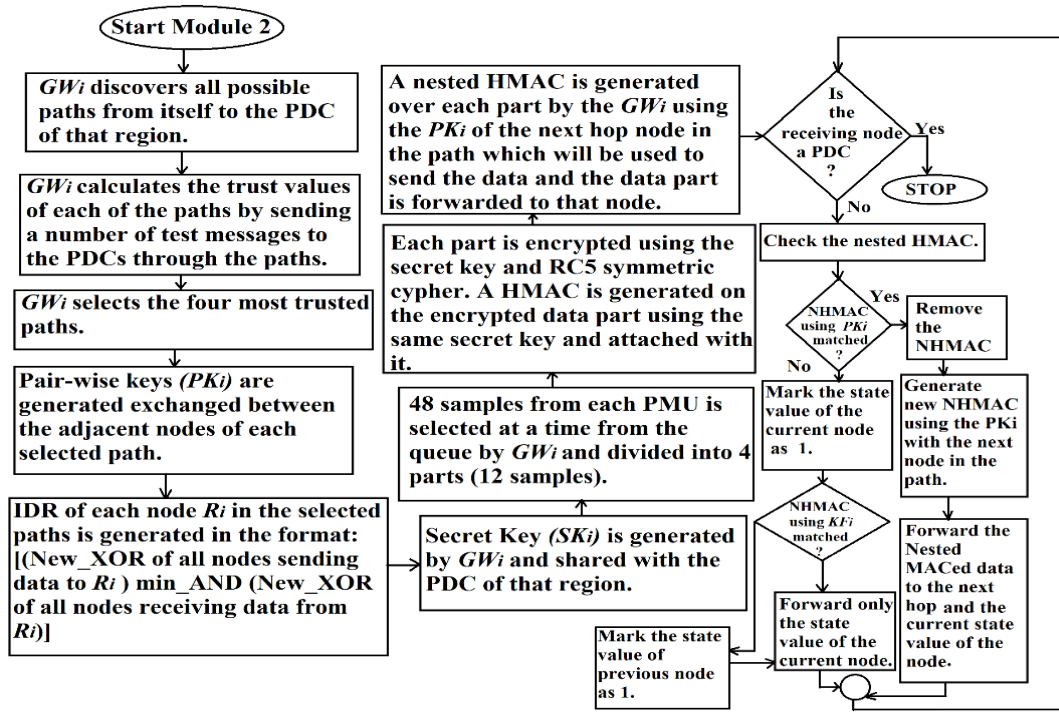 Start Module 2
GWi discovers all possible
paths from itself to the PDC
of that region.
GWi calculates the trust values
of each of the paths by sending
a number of test messages to
the PDCs through the paths.
GWi selects the four most trusted
paths.
Pair-wise keys (PKi) are
generated exchanged between
the adjacent nodes of each
selected path.
IDR of each node Ri in the selected
paths is generated in the format:
[(New_XOR of all nodes sending
data to Ri ) min_AND (New_XOR
of all nodes receiving data from
Ri)]
Secret Key (SKi) is generated
by GWi and shared with the
PDC of that region.
48 samples from each PMU is
selected at a time from the
queue by GWi and divided into 4
parts (12 samples).
Each part is encrypted using the
secret key and RC5 symmetric
cypher. A HMAC is generated on
the encrypted data part using the
same secret key and attached with
it.
A nested HMAC is generated
over each part by the GWi using
the PKi of the next hop node in
the path which will be used to
send the data and the data part
is forwarded to that node.
Is
the
receiving node
a PDC
?
Yes
STOP
No
Check the nested HMAC.
NHMAC
using PKi
matched
?
Yes
Remove
the
NHMAC
Generate
new NHMAC
using the PKi
with the next
node in the
path.
Forward the
Nested
MACed data
to the next
hop and the
current state
value of the
node.
No
Mark the state
value of the
current node
as 1.
NHMAC
using KFi
matched
?
Forward only
the state
value of the
current node.
Mark the state
value of
previous node
as 1.